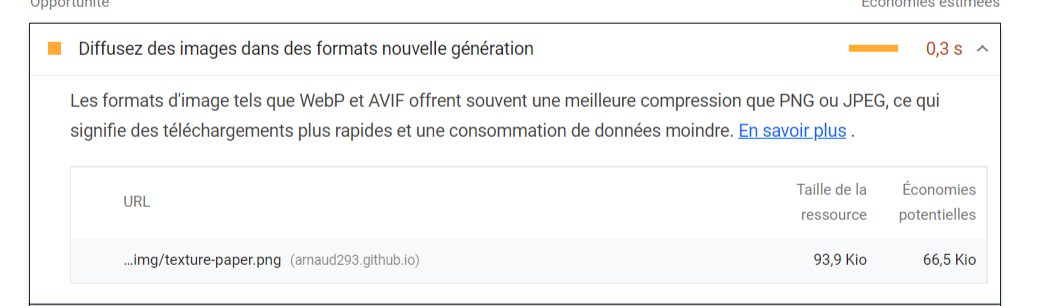 Opportunité
Économies estimées
Diffusez des images dans des formats nouvelle génération
0,3 s
Les formats d'image tels que WebP et AVIF offrent souvent une meilleure compression que PNG ou JPEG, ce qui
signifie des téléchargements plus rapides et une consommation de données moindre. En savoir plus .
URL
Taille de la
ressource
Économies
potentielles
...img/texture-paper.png (arnaud293.github.io)
93,9 Kio
66,5 Kio